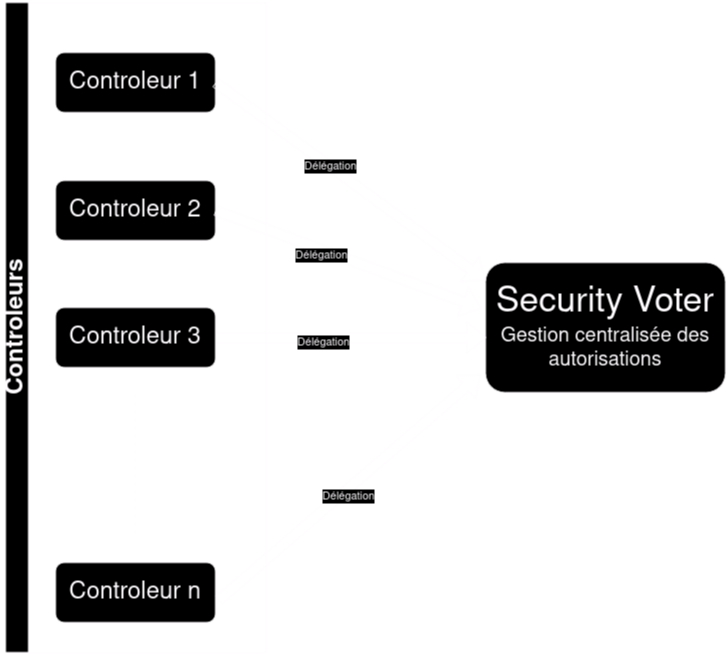 Controleurs
Controleur 1
Délégation
Controleur 2
Délégation
Security Voter
Gestion centralisée des
autorisations
Controleur 3
Délégation
Délégation
Controleur n